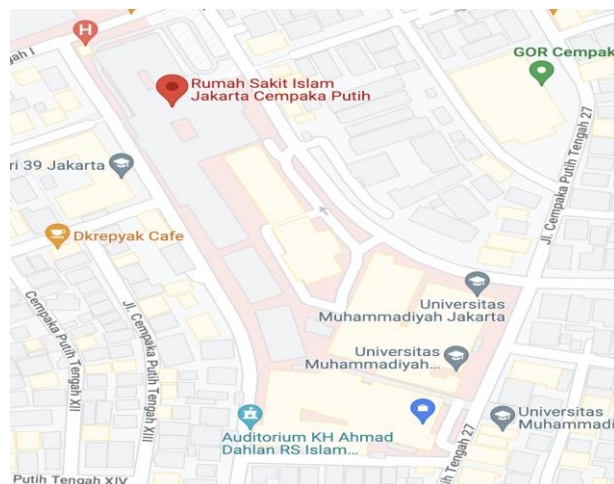 H
Tengah I
Rumah Sakit Islam
Jakarta Cempaka Putih
GOR Cempak
Jl. Cempaka Putih Tengah 27
ri 39 Jakarta
Dkrepyak Cafe
Cempaka Putih Tengah XII
Jl. Cempaka Putih Tengah XIII
Universitas
Muhammadiyah Jakarta
Universitas
Muhammadiyah...
Auditorium KH Ahmad
Dahlan RS Islam...
Universitas
Muhammadi
Tengah 27
Putih Tengah XIV